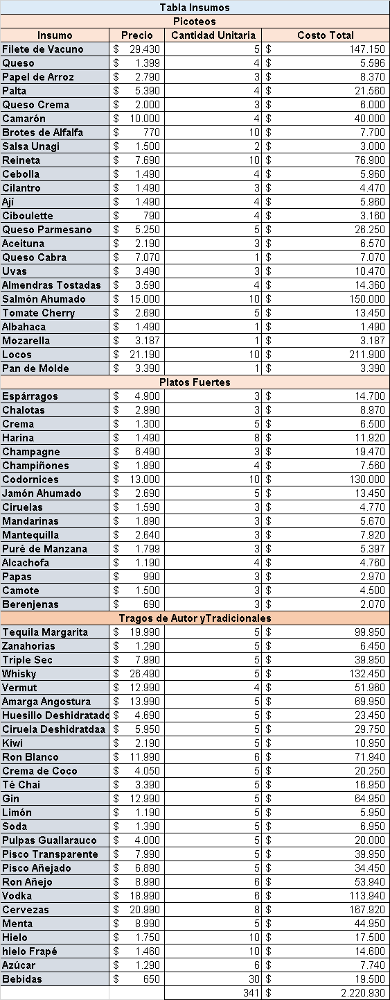 Tabla Insumos
Picoteos
Insumo Precio Cantidad Unitaria Costo Total
Filete de Vacuno $ 29.430 5 $ 147.150
Queso $ 1.399 4 $ 5.596
Papel de Arroz $ 2.790 3 $ 8.370
Palta $ 5.390 4 $ 21.560
Queso Crema $ 2.000 3 $ 6.000
Camarón $ 10.000 4 $ 40.000
Brotes de Alfalfa $ 770 10 $ 7.700
Salsa Unagi $ 1.500 2 $ 3.000
Reineta $ 7.690 10 $ 76.900
Cebolla $ 1.490 4 $ 5.960
Cilantro $ 1.490 3 $ 4.470
Ají $ 1.490 4 $ 5.960
Ciboulette $ 790 4 $ 3.160
Queso Parmesano $ 5.250 5 $ 26.250
Aceituna $ 2.190 3 $ 6.570
Queso Cabra $ 7.070 1 $ 7.070
Uvas $ 3.490 3 $ 10.470
Almendras Tostadas $ 3.590 4 $ 14.360
Salmón Ahumado $ 15.000 10 $ 150.000
Tomate Cherry $ 2.690 5 $ 13.450
Albahaca $ 1.490 1 $ 1.490
Mozarella $ 3.187 1 $ 3.187
Locos $ 21.190 10 $ 211.900
Pan de Molde $ 3.390 1 $ 3.390
Platos Fuertes
Espárragos $ 4.900 3 $ 14.700
Chalotas $ 2.990 3 $ 8.970
Crema $ 1.300 5 $ 6.500
Harina $ 1.490 8 $ 11.920
Champagne $ 6.490 3 $ 19.470
Champiñones $ 1.890 4 $ 7.560
Codornices $ 13.000 10 $ 130.000
Jamón Ahumado $ 2.690 5 $ 13.450
Ciruelas $ 1.590 3 $ 4.770
Mandarinas $ 1.890 3 $ 5.670
Mantequilla $ 2.640 3 $ 7.920
Puré de Manzana $ 1.799 3 $ 5.397
Alcachofa $ 1.190 4 $ 4.760
Papas $ 990 3 $ 2.970
Camote $ 1.500 3 $ 4.500
Berenjenas $ 690 3 $ 2.070
Tragos de Autor yTradicionales
Tequila Margarita $ 19.990 5 $ 99.950
Zanahorias $ 1.290 5 $ 6.450
Triple Sec $ 7.990 5 $ 39.950
Whisky $ 26.490 5 $ 132.450
Vermut $ 12.990 4 $ 51.960
Amarga Angostura $ 13.990 5 $ 69.950
Huesillo Deshidratado $ 4.690 5 $ 23.450
Ciruela Deshidratdaa $ 5.950 5 $ 29.750
Kiwi $ 2.190 5 $ 10.950
Ron Blanco $ 11.990 6 $ 71.940
Crema de Coco $ 4.050 5 $ 20.250
Té Chai $ 3.390 5 $ 16.950
Gin $ 12.990 5 $ 64.950
Limón $ 1.190 5 $ 5.950
Soda $ 1.390 5 $ 6.950
Pulpas Guallarauco $ 4.000 5 $ 20.000
Pisco Transparente $ 7.990 5 $ 39.950
Pisco Añejado $ 6.890 5 $ 34.450
Ron Añejo $ 8.990 6 $ 53.940
Vodka $ 18.990 6 $ 113.940
Cervezas $ 20.990 8 $ 167.920
Menta $ 8.990 5 $ 44.950
Hielo $ 1.750 10 $ 17.500
hielo Frapé $ 1.460 10 $ 14.600
Azúcar $ 1.290 6 $ 7.740
Bebidas $ 650 30 $ 19.500
341 $ 2.220.930